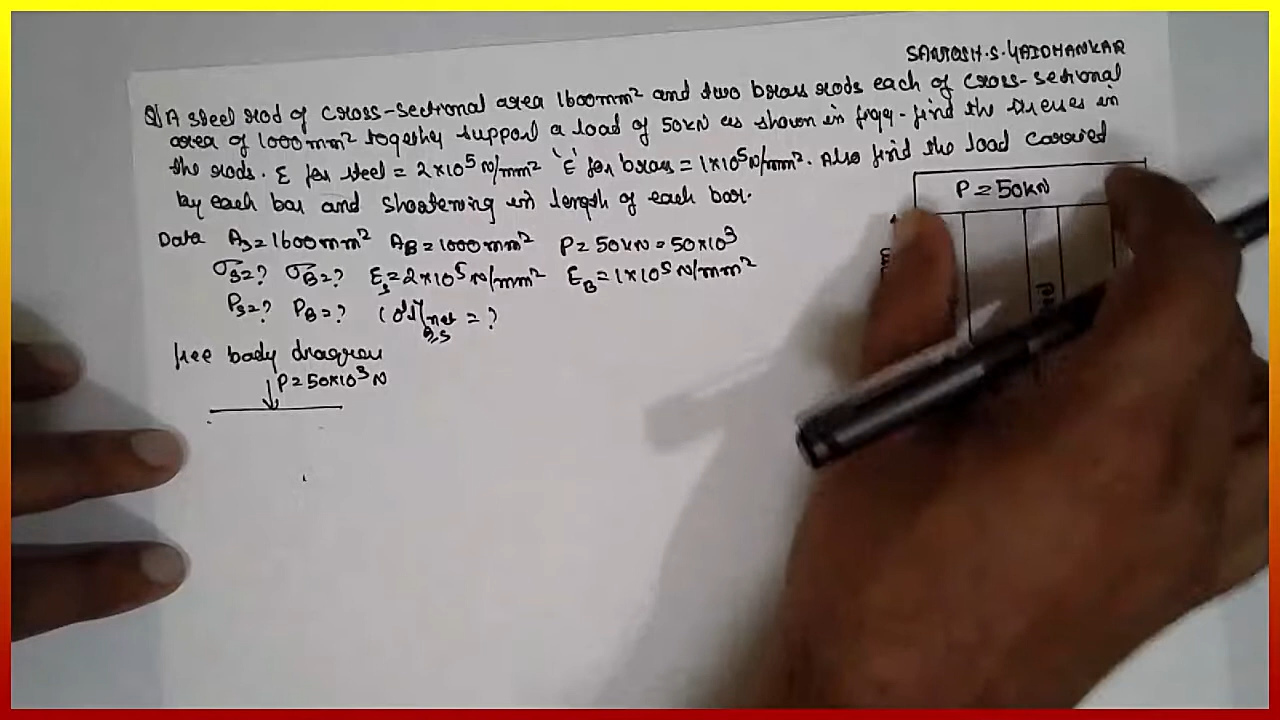 SANTOSH.S.GAIDHANKAR
Q) A steel rod of cross-sectional area 1600mm² and two brass rods each of cross-sectional
area of 1000mm² together support a load of 50kN as shown in fig. find the stresses in
the rods. E for steel = 2×10⁵ N/mm² 'E' for brass = 1×10⁵ N/mm². Also find the load carried
by each bar and shortening in length of each bar.
P = 50kN
Data As = 1600mm² AB = 1000mm² P = 50kN = 50×10³
σs = ? σB = ? Es = 2×10⁵ N/mm² EB = 1×10⁵ N/mm²
Ps = ? PB = ? (δl)net = ?
B,S
free body diagram
P = 50×10³ N